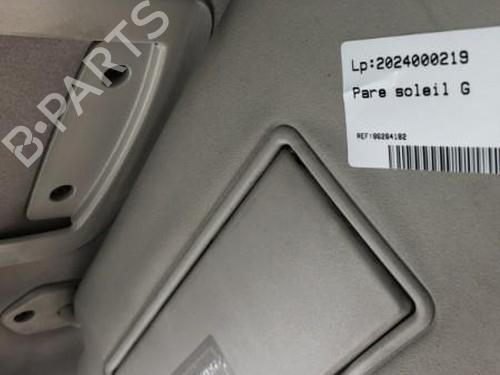 Lp:2024000219
Pare soleil G
REF:96264182
B-PARTS